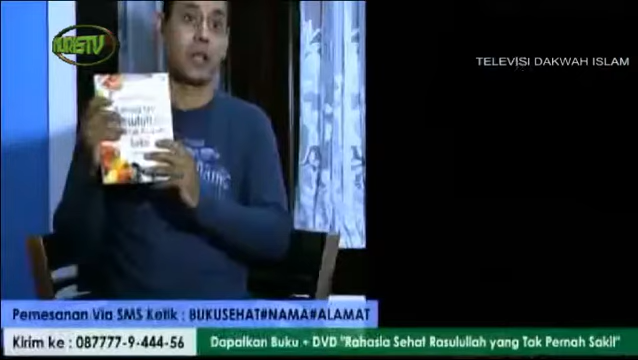 TELEVISI DAKWAH ISLAM
Pemesanan Via SMS Ketik : BUKUSEHAT#NAMA#ALAMAT
Kirim ke : 087777-9-444-56
Dapatkan Buku + DVD "Rahasia Sehat Rasulullah yang Tak Pernah Sakit"